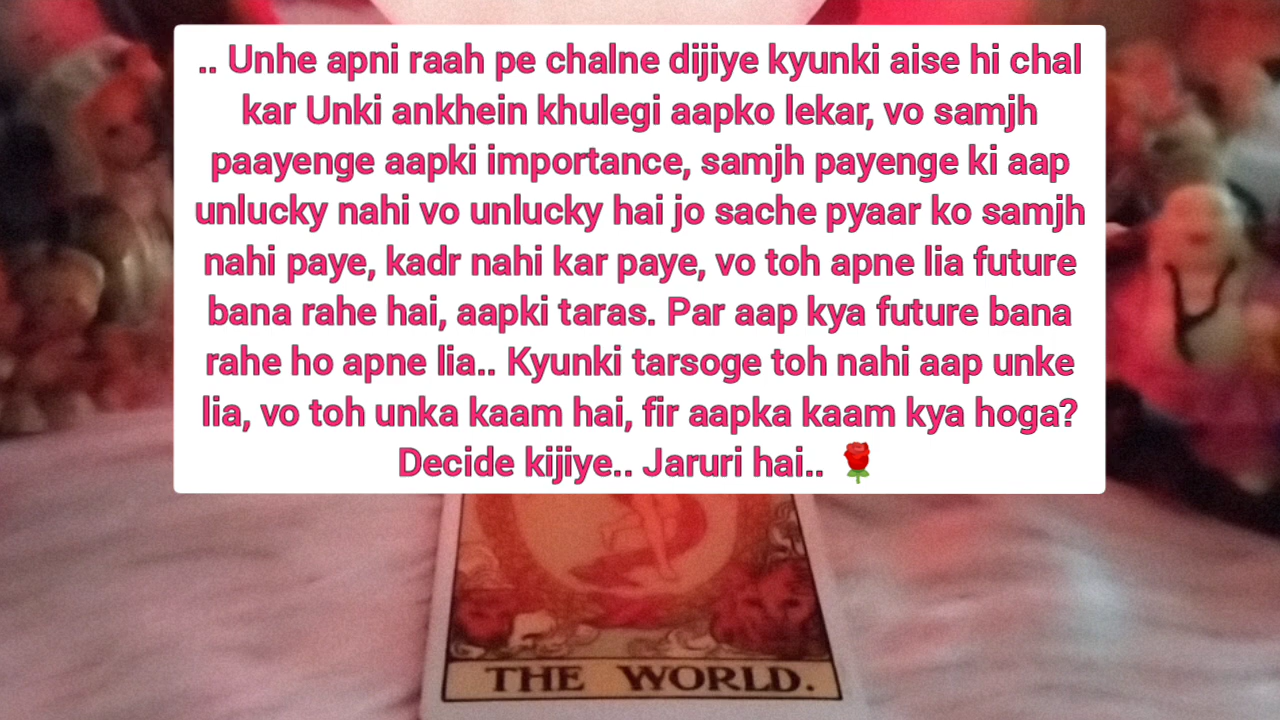 .. Unhe apni raah pe chalne dijiye kyunki aise hi chal
kar Unki ankhein khulegi aapko lekar, vo samjh
paayenge aapki importance, samjh payenge ki aap
unlucky nahi vo unlucky hai jo sache pyaar ko samjh
nahi paye, kadr nahi kar paye, vo toh apne lia future
bana rahe hai, aapki taras. Par aap kya future bana
rahe ho apne lia.. Kyunki tarsoge toh nahi aap unke
lia, vo toh unka kaam hai, fir aapka kaam kya hoga?
Decide kijiye.. Jaruri hai.. 🌹
THE WORLD.